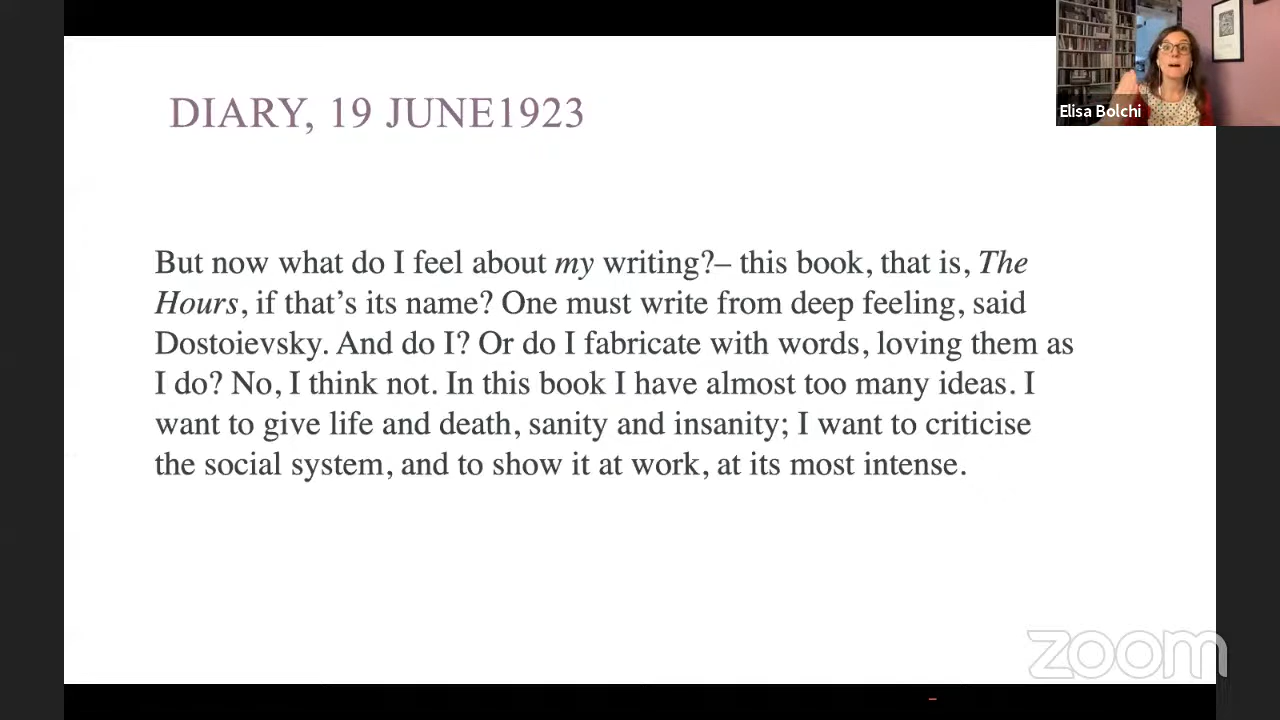 DIARY, 19 JUNE1923
Elisa Bolchi
But now what do I feel about my writing?– this book, that is, The
Hours, if that’s its name? One must write from deep feeling, said
Dostoievsky. And do I? Or do I fabricate with words, loving them as
I do? No, I think not. In this book I have almost too many ideas. I
want to give life and death, sanity and insanity; I want to criticise
the social system, and to show it at work, at its most intense.
zoom